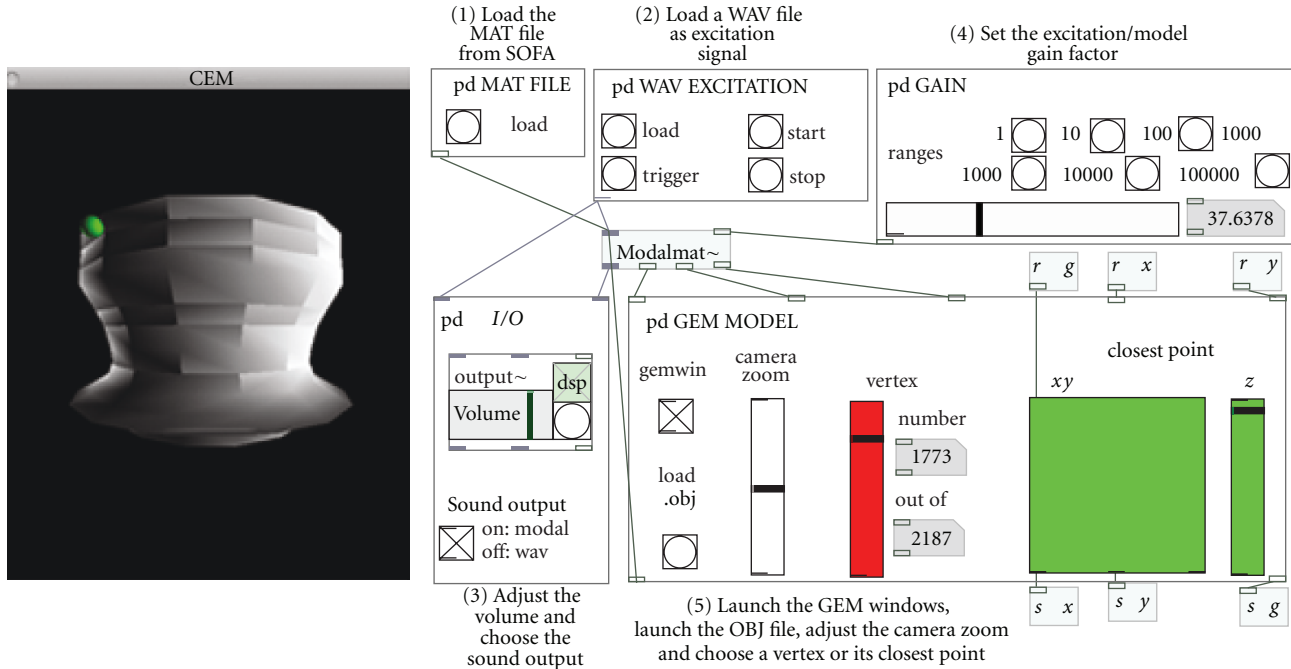 (1) Load the
MAT file
from SOFA
(2) Load a WAV file
as excitation
signal
(4) Set the excitation/model
gain factor
CEM
pd MAT FILE
load
pd WAV EXCITATION
load
start
trigger
stop
pd GAIN
ranges
1 10 100 1000
1000 10000 100000
37.6378
Modalmat~
r g
r x
r y
pd I/O
output~
dsp
Volume
Sound output
on: modal
off: wav
pd GEM MODEL
gemwin
camera
zoom
vertex
number
1773
load
.obj
out of
2187
closest point
xy
z
s x
s y
s g
(3) Adjust the
volume and
choose the
sound output
(5) Launch the GEM windows,
launch the OBJ file, adjust the camera zoom
and choose a vertex or its closest point